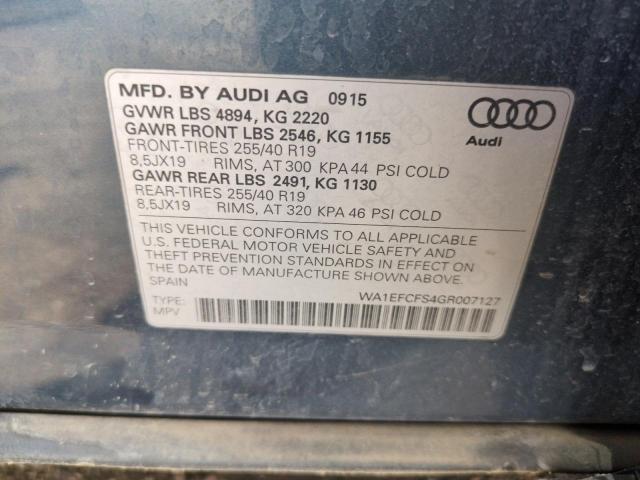 MFD. BY AUDI AG 0915
GVWR LBS 4894, KG 2220
GAWR FRONT LBS 2546, KG 1155
FRONT-TIRES 255/40 R19
8,5JX19 RIMS, AT 300 KPA 44 PSI COLD
GAWR REAR LBS 2491, KG 1130
REAR-TIRES 255/40 R19
8,5JX19 RIMS, AT 320 KPA 46 PSI COLD
Audi
THIS VEHICLE CONFORMS TO ALL APPLICABLE
U.S. FEDERAL MOTOR VEHICLE SAFETY AND
THEFT PREVENTION STANDARDS IN EFFECT ON
THE DATE OF MANUFACTURE SHOWN ABOVE.
SPAIN
WA1EFCFS4GR007127
TYPE:
MPV